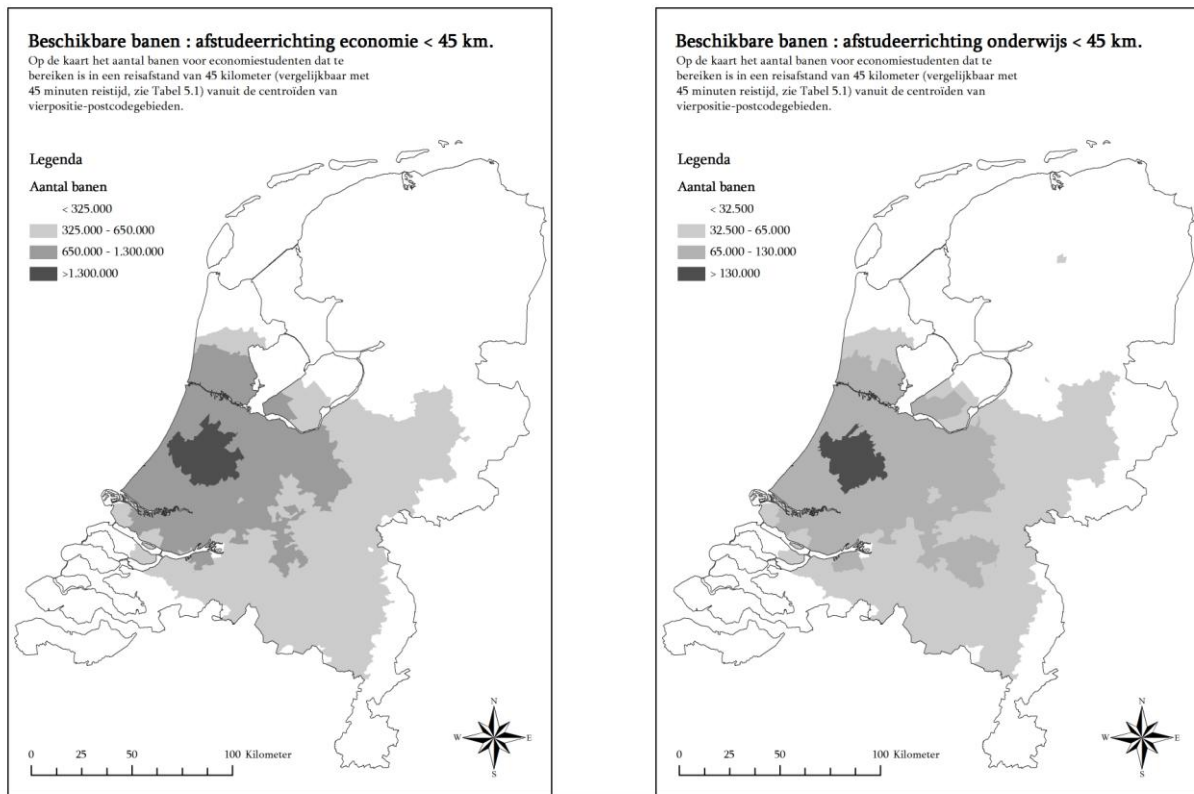 Beschikbare banen : afstudeerrichting economie < 45 km.
Op de kaart het aantal banen voor economiestudenten dat te
bereiken is in een reisafstand van 45 kilometer (vergelijkbaar met
45 minuten reistijd, zie Tabel 5.1) vanuit de centroïden van
vierpositie-postcodegebieden.
Legenda
Aantal banen
< 325.000
325.000 - 650.000
650.000 - 1.300.000
>1.300.000
N
W
E
S
0
25
50
100 Kilometer
Beschikbare banen : afstudeerrichting onderwijs < 45 km.
Op de kaart het aantal banen voor economiestudenten dat te
bereiken is in een reisafstand van 45 kilometer (vergelijkbaar met
45 minuten reistijd, zie Tabel 5.1) vanuit de centroïden van
vierpositie-postcodegebieden.
Legenda
Aantal banen
< 32.500
32.500 - 65.000
65.000 - 130.000
> 130.000
N
W
E
S
0
25
50
100 Kilometer